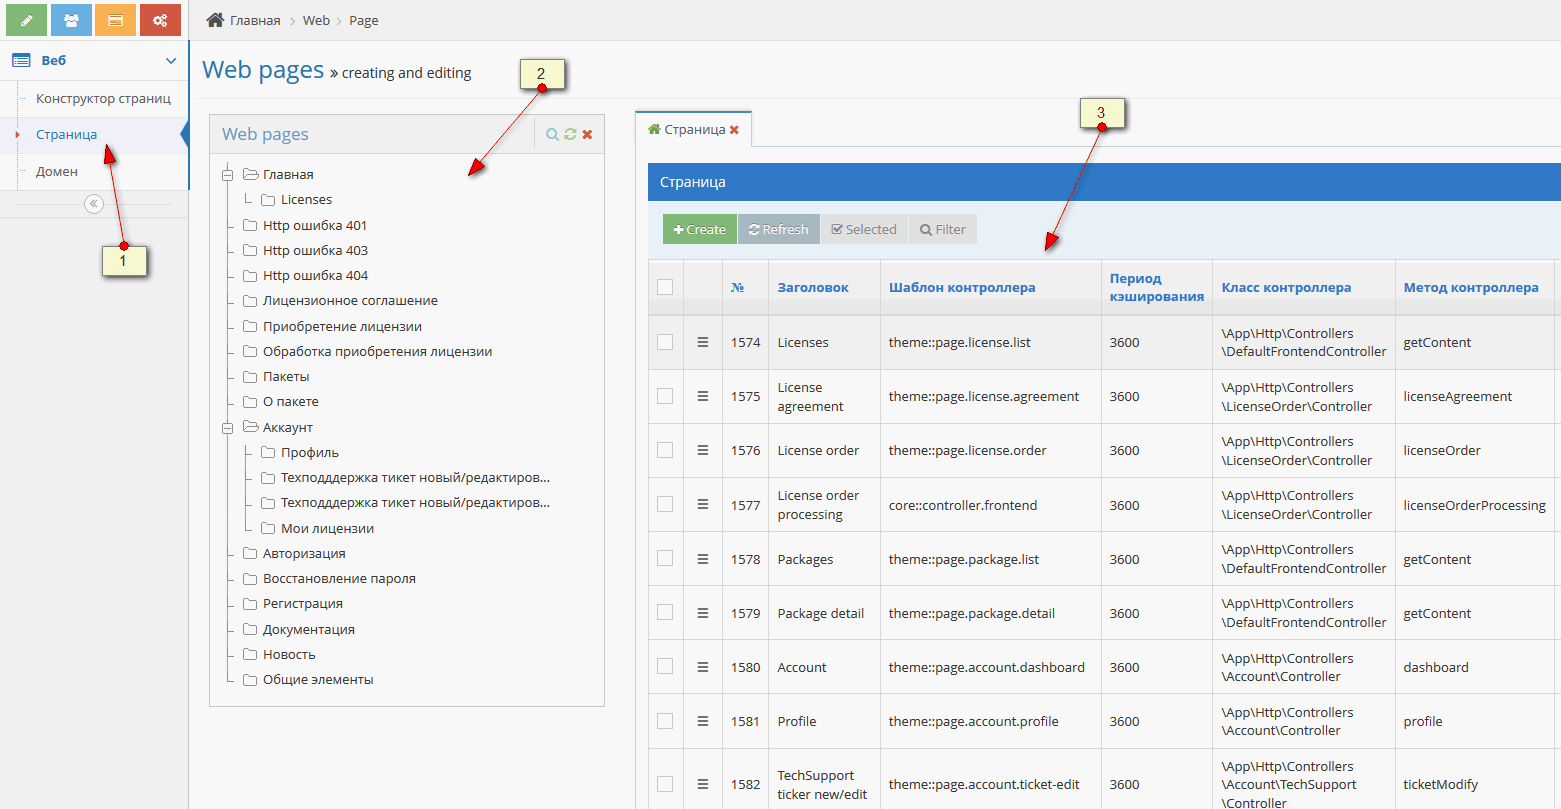 Главная > Web > Page
Веб
Конструктор страниц
Страница
Домен
1
Web pages » creating and editing
2
3
Web pages
Главная
Licenses
Http ошибка 401
Http ошибка 403
Http ошибка 404
Лицензионное соглашение
Приобретение лицензии
Обработка приобретения лицензии
Пакеты
О пакете
Аккаунт
Профиль
Техподддержка тикет новый/редактиров...
Техподддержка тикет новый/редактиров...
Мои лицензии
Авторизация
Восстановление пароля
Регистрация
Документация
Новость
Общие элементы
Страница
Страница
Create Refresh Selected Filter
№ Заголовок Шаблон контроллера Период кэширования Класс контроллера Метод контроллера
1574 Licenses theme::page.license.list 3600 \App\Http\Controllers\DefaultFrontendController getContent
1575 License agreement theme::page.license.agreement 3600 \App\Http\Controllers\LicenseOrder\Controller licenseAgreement
1576 License order theme::page.license.order 3600 \App\Http\Controllers\LicenseOrder\Controller licenseOrder
1577 License order processing core::controller.frontend 3600 \App\Http\Controllers\LicenseOrder\Controller licenseOrderProcessing
1578 Packages theme::page.package.list 3600 \App\Http\Controllers\DefaultFrontendController getContent
1579 Package detail theme::page.package.detail 3600 \App\Http\Controllers\DefaultFrontendController getContent
1580 Account theme::page.account.dashboard 3600 \App\Http\Controllers\Account\Controller dashboard
1581 Profile theme::page.account.profile 3600 \App\Http\Controllers\Account\Controller profile
1582 TechSupport ticker new/edit theme::page.account.ticket-edit 3600 \App\Http\Controllers\Account\TechSupport\Controller ticketModify